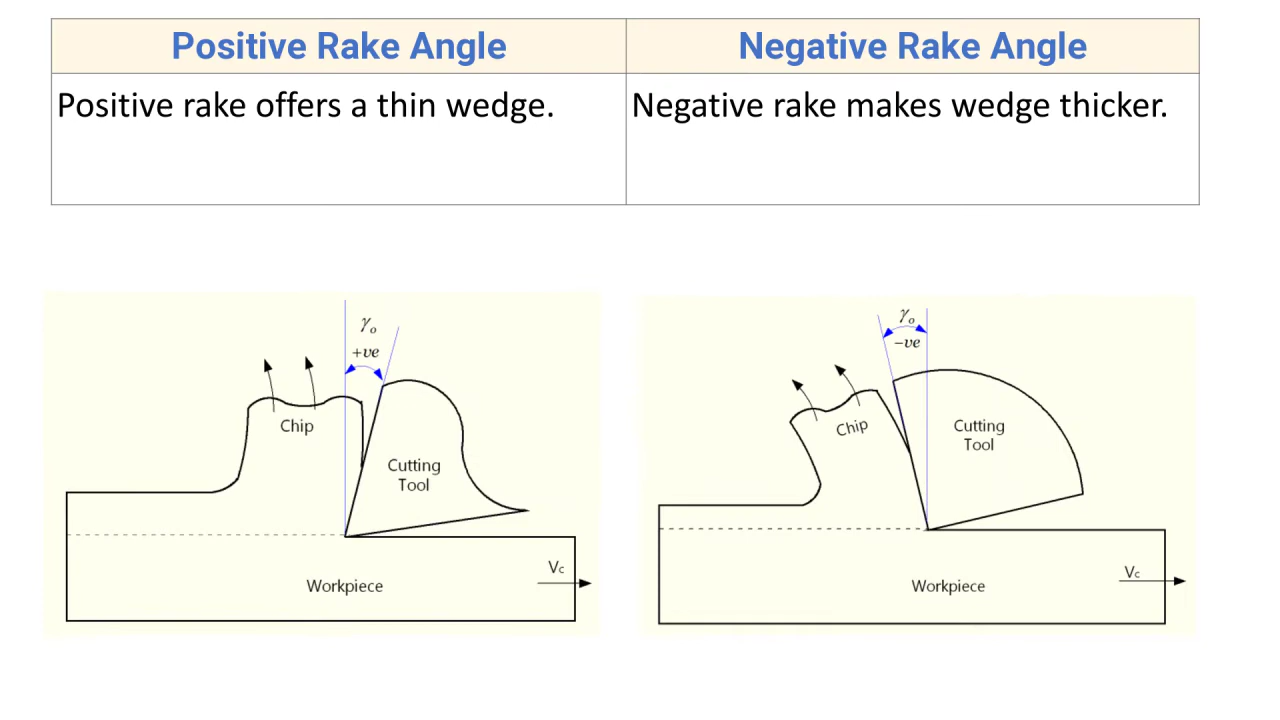 Positive Rake Angle
Negative Rake Angle
Positive rake offers a thin wedge.
Negative rake makes wedge thicker.
γₒ
+ve
Chip
Cutting
Tool
Vc
Workpiece
γₒ
−ve
Chip
Cutting
Tool
Vc
Workpiece